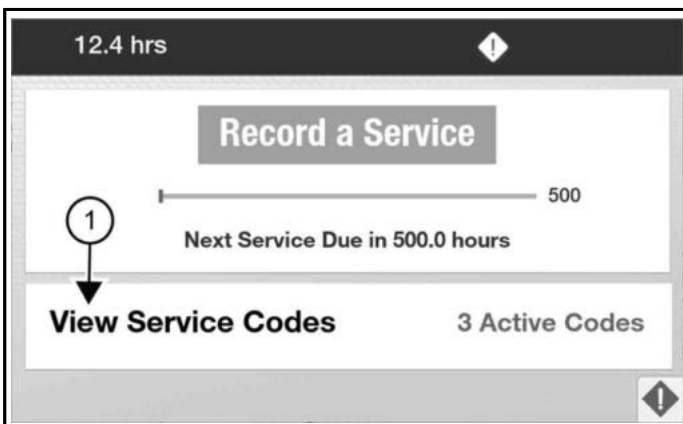 12.4 hrs
Record a Service
500
Next Service Due in 500.0 hours
1
View Service Codes 3 Active Codes